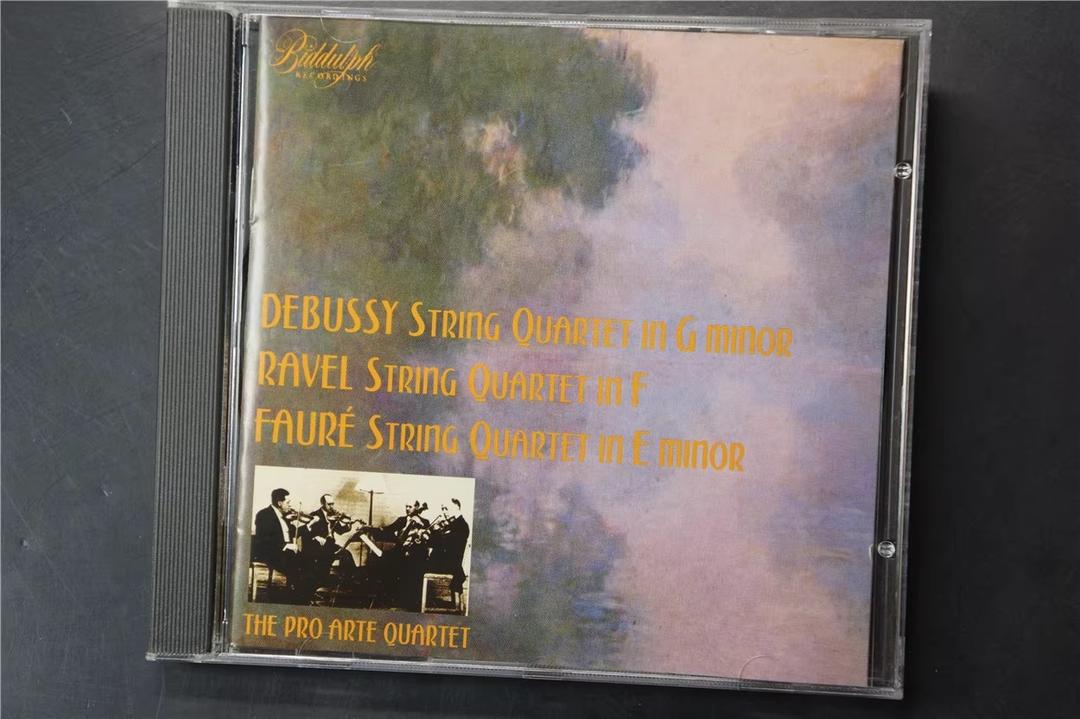 Biddulph
RECORDINGS
DEBUSSY STRING QUARTET IN G MINOR
RAVEL STRING QUARTET IN F
FAURÉ STRING QUARTET IN E MINOR
THE PRO ARTE QUARTET